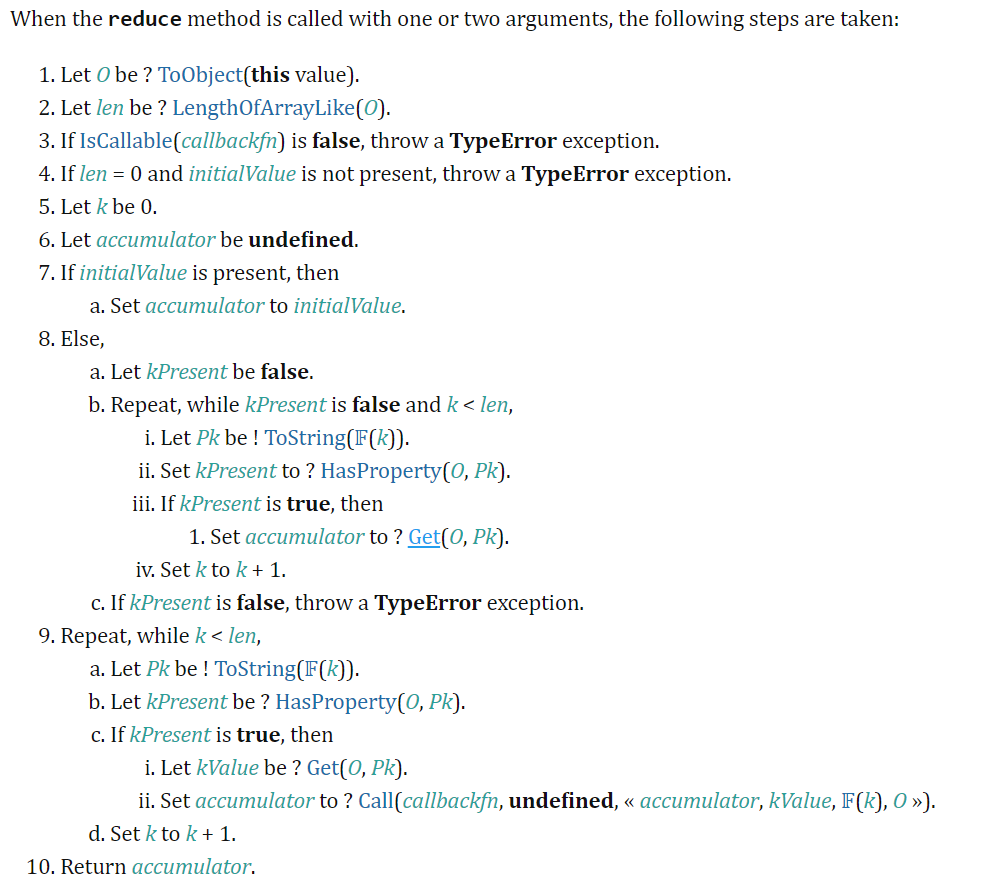 When the reduce method is called with one or two arguments, the following steps are taken:
1. Let O be ? ToObject(this value).
2. Let len be ? LengthOfArrayLike(O).
3. If IsCallable(callbackfn) is false, throw a TypeError exception.
4. If len = 0 and initialValue is not present, throw a TypeError exception.
5. Let k be 0.
6. Let accumulator be undefined.
7. If initialValue is present, then
a. Set accumulator to initialValue.
8. Else,
a. Let kPresent be false.
b. Repeat, while kPresent is false and k < len,
i. Let Pk be ! ToString(𝔽(k)).
ii. Set kPresent to ? HasProperty(O, Pk).
iii. If kPresent is true, then
1. Set accumulator to ? Get(O, Pk).
iv. Set k to k + 1.
c. If kPresent is false, throw a TypeError exception.
9. Repeat, while k < len,
a. Let Pk be ! ToString(𝔽(k)).
b. Let kPresent be ? HasProperty(O, Pk).
c. If kPresent is true, then
i. Let kValue be ? Get(O, Pk).
ii. Set accumulator to ? Call(callbackfn, undefined, « accumulator, kValue, 𝔽(k), O »).
d. Set k to k + 1.
10. Return accumulator.